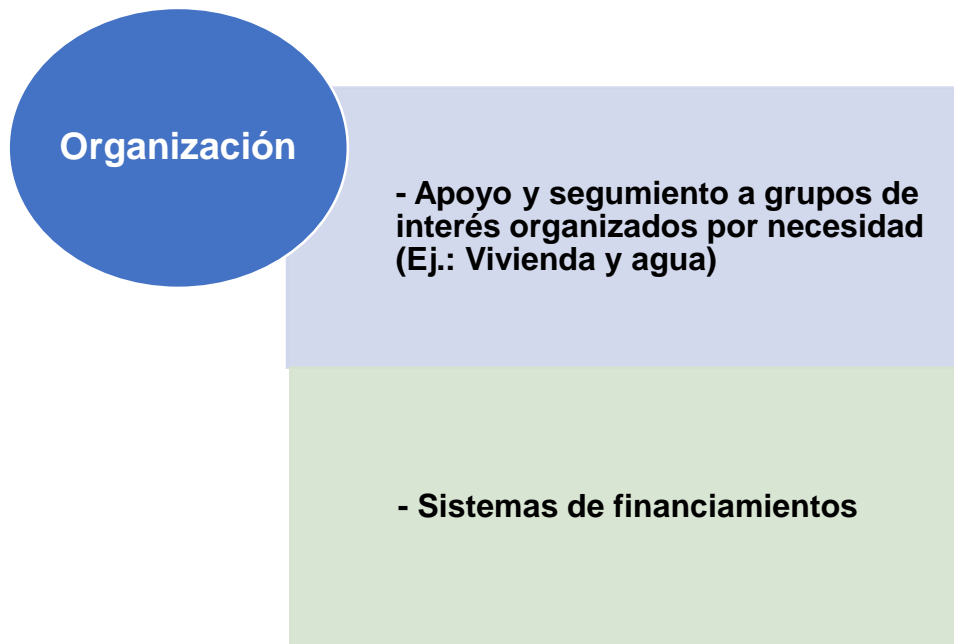 Organización
- Apoyo y segumiento a grupos de
interés organizados por necesidad
(Ej.: Vivienda y agua)
- Sistemas de financiamientos